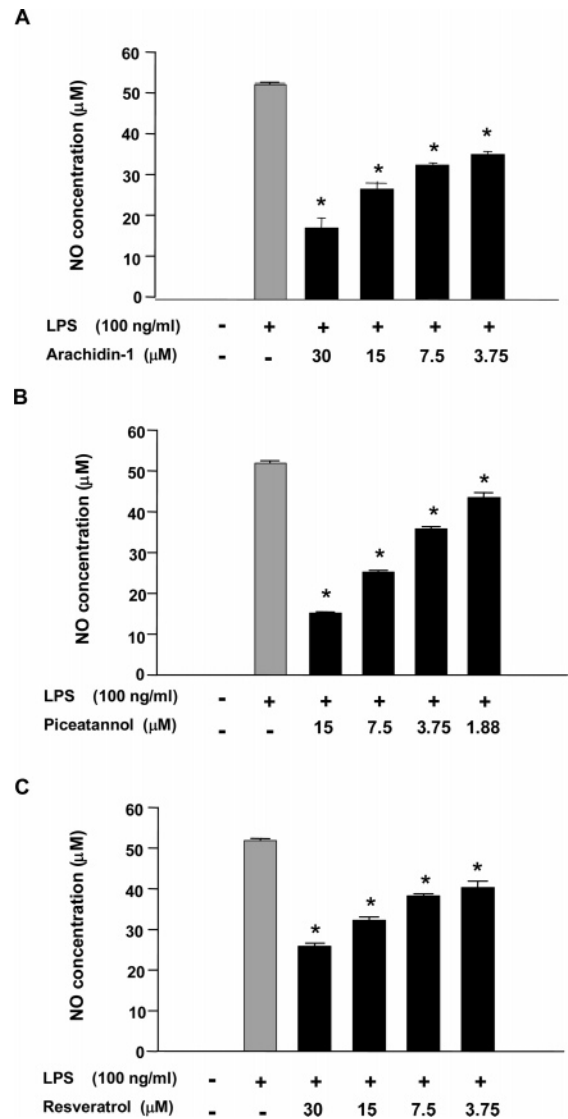 A
NO concentration (µM)
60
50
40
30
20
10
0
* * * *
LPS (100 ng/ml) - + + + + +
Arachidin-1 (µM) - - 30 15 7.5 3.75
B
NO concentration (µM)
60
50
40
30
20
10
0
* * * *
LPS (100 ng/ml) - + + + + +
Piceatannol (µM) - - 15 7.5 3.75 1.88
C
NO concentration (µM)
60
50
40
30
20
10
0
* * * *
LPS (100 ng/ml) - + + + + +
Resveratrol (µM) - - 30 15 7.5 3.75